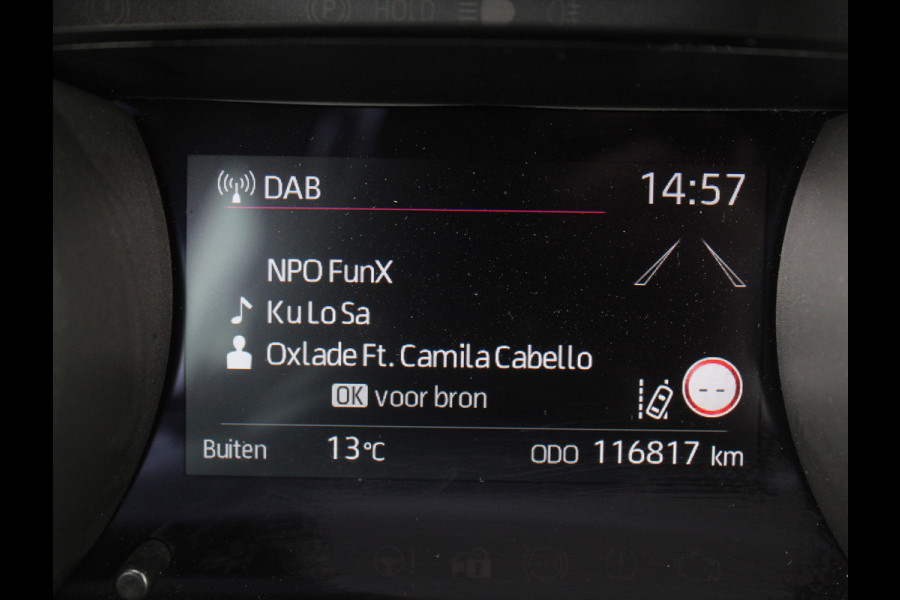 HOLD
DAB 14:57
NPO FunX
Ku Lo Sa
Oxlade Ft. Camila Cabello
OK voor bron
--
Buiten 13°C ODO 116817 km